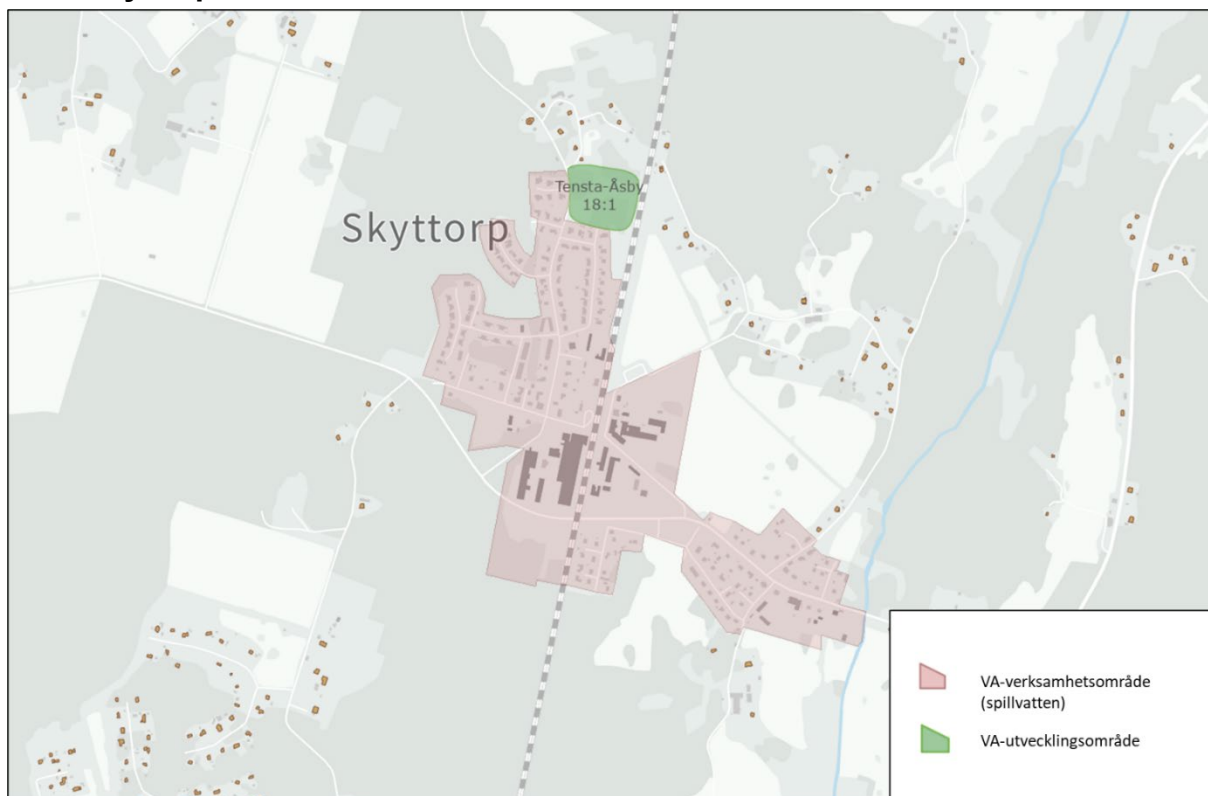 Skyttorp
Tensta-Åsby
18:1
VA-verksamhetsområde
(spillvatten)
VA-utvecklingsområde